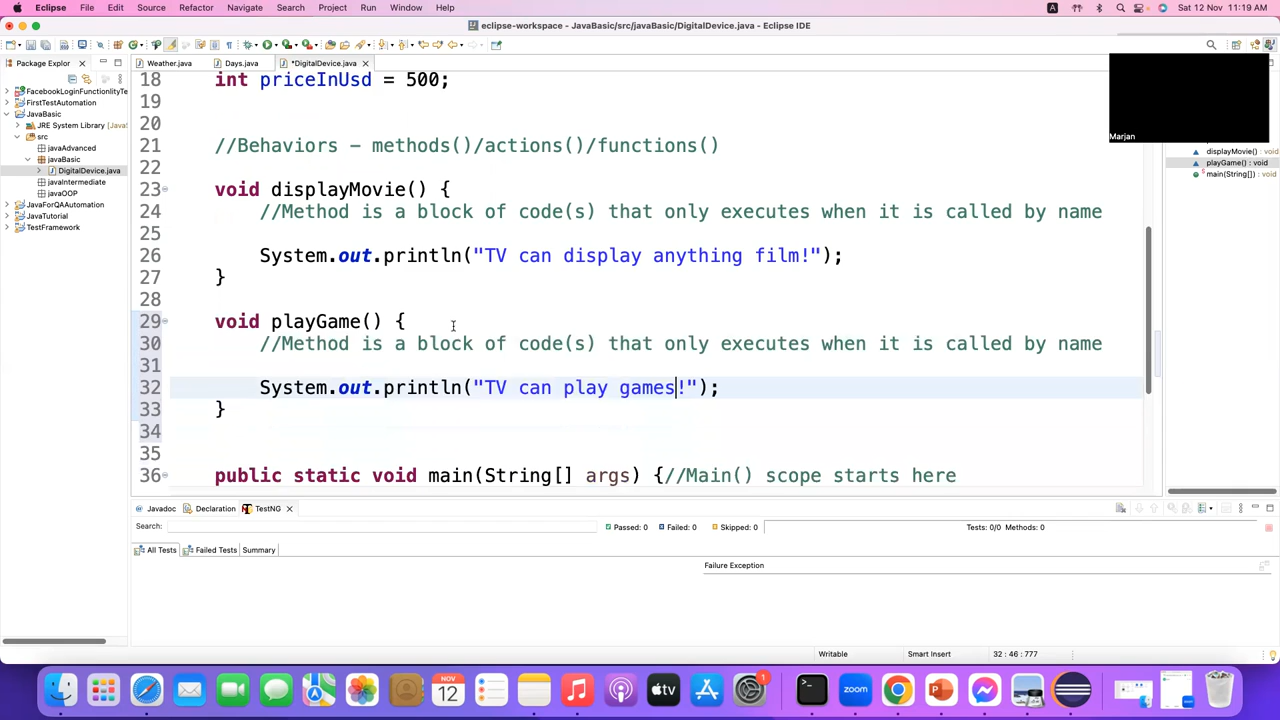 Eclipse File Edit Source Refactor Navigate Search Project Run Window Help A Sat 12 Nov 11:19 AM
eclipse-workspace - JavaBasic/src/javaBasic/DigitalDevice.java - Eclipse IDE
Package Explor Weather.java Days.java *DigitalDevice.java
FacebookLoginFunctionlityTe
FirstTestAutomation
JavaBasic
JRE System Library [JavaS
src
javaAdvanced
javaBasic
DigitalDevice.java
javaIntermediate
javaOOP
JavaForQAAutomation
JavaTutorial
TestFramework
18 int priceInUsd = 500;
19
20
21 //Behaviors - methods()/actions()/functions()
22
23 void displayMovie() {
24 //Method is a block of code(s) that only executes when it is called by name
25
26 System.out.println("TV can display anything film!");
27 }
28
29 void playGame() {
30 //Method is a block of code(s) that only executes when it is called by name
31
32 System.out.println("TV can play games!");
33 }
34
35
36 public static void main(String[] args) {//Main() scope starts here
Marjan
displayMovie() : void
playGame() : void
main(String[]) : void
Javadoc Declaration TestNG
Search: Passed: 0 Failed: 0 Skipped: 0 Tests: 0/0 Methods: 0
All Tests Failed Tests Summary
Failure Exception
Writable Smart Insert 32 : 46 : 777
NOV
12
tv
1
zoom